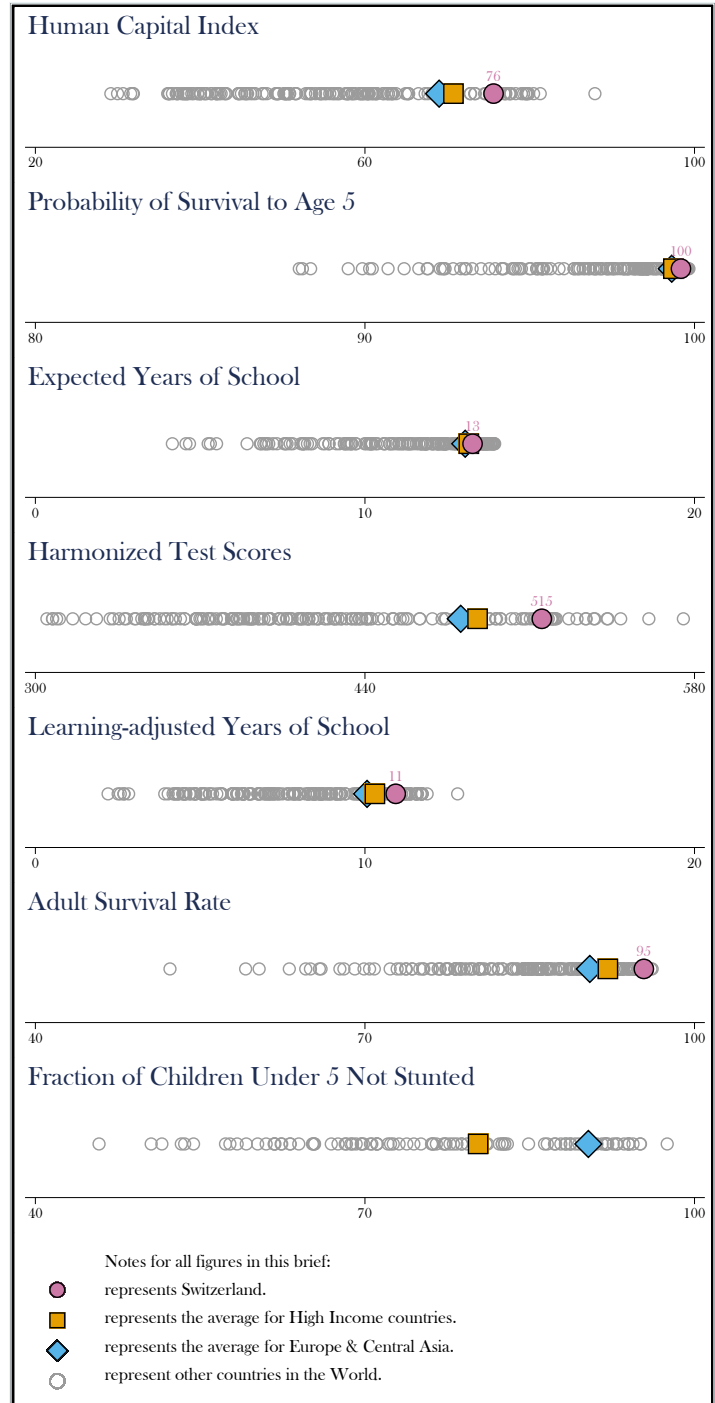 Human Capital Index
76
20 60 100
Probability of Survival to Age 5
100
80 90 100
Expected Years of School
13
0 10 20
Harmonized Test Scores
515
300 440 580
Learning-adjusted Years of School
11
0 10 20
Adult Survival Rate
95
40 70 100
Fraction of Children Under 5 Not Stunted
40 70 100
Notes for all figures in this brief:
represents Switzerland.
represents the average for High Income countries.
represents the average for Europe & Central Asia.
represent other countries in the World.